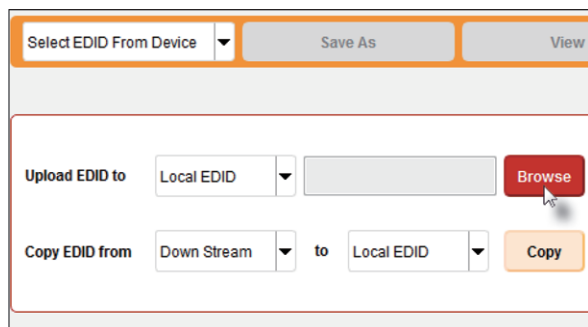 Select EDID From Device Save As View
Upload EDID to Local EDID Browse
Copy EDID from Down Stream to Local EDID Copy